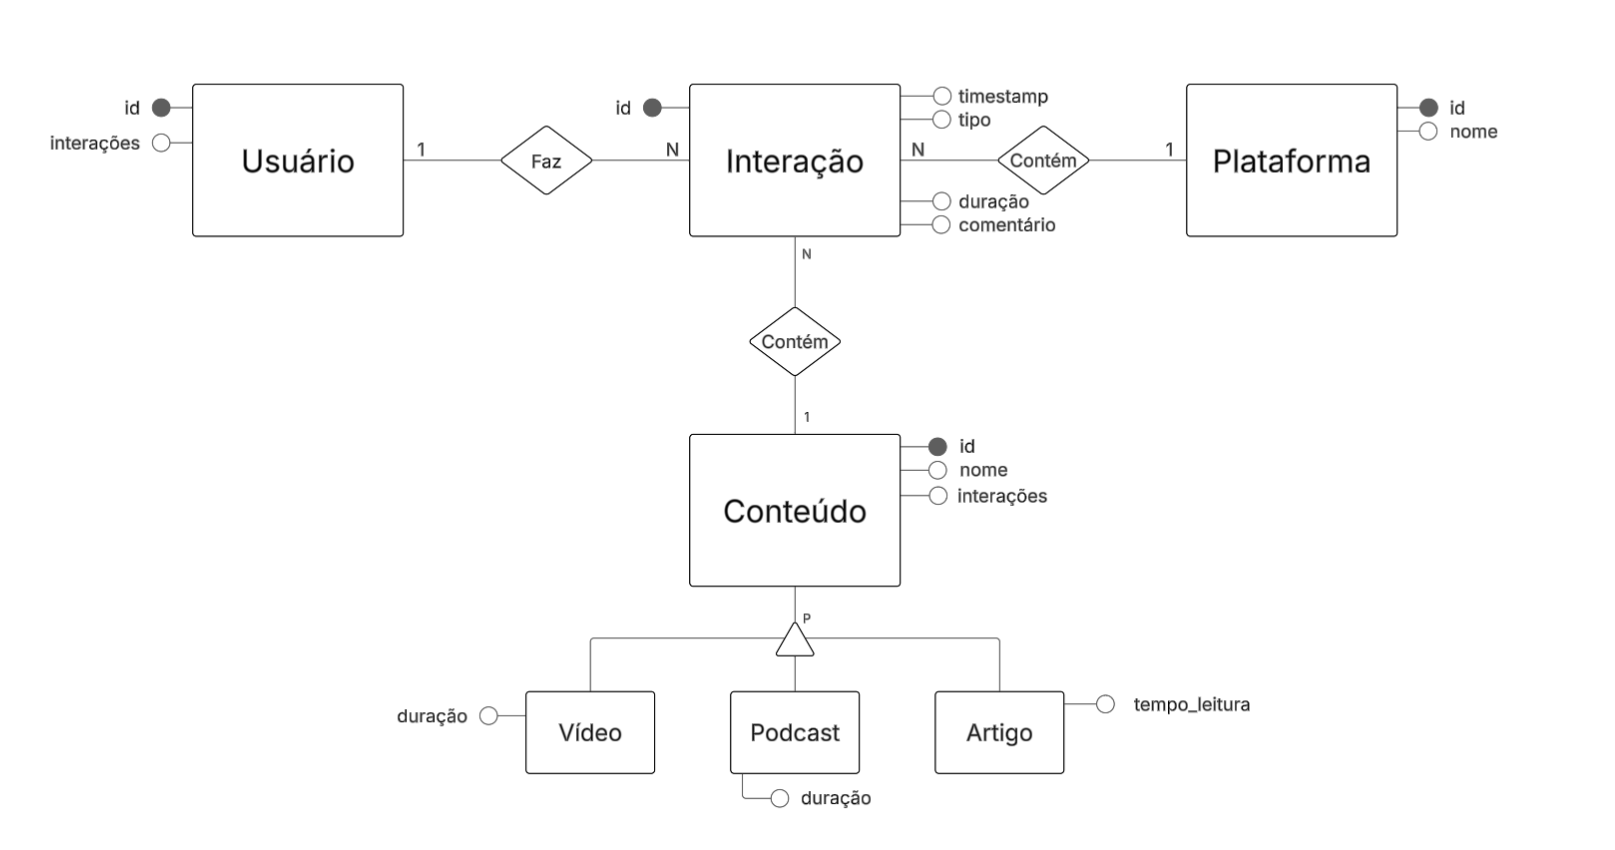 id
interações
Usuário
1
Faz
N
id
Interação
timestamp
tipo
N
Contém
1
duração
comentário
Plataforma
id
nome
N
Contém
1
Conteúdo
id
nome
interações
P
duração
Vídeo
Podcast
duração
Artigo
tempo_leitura